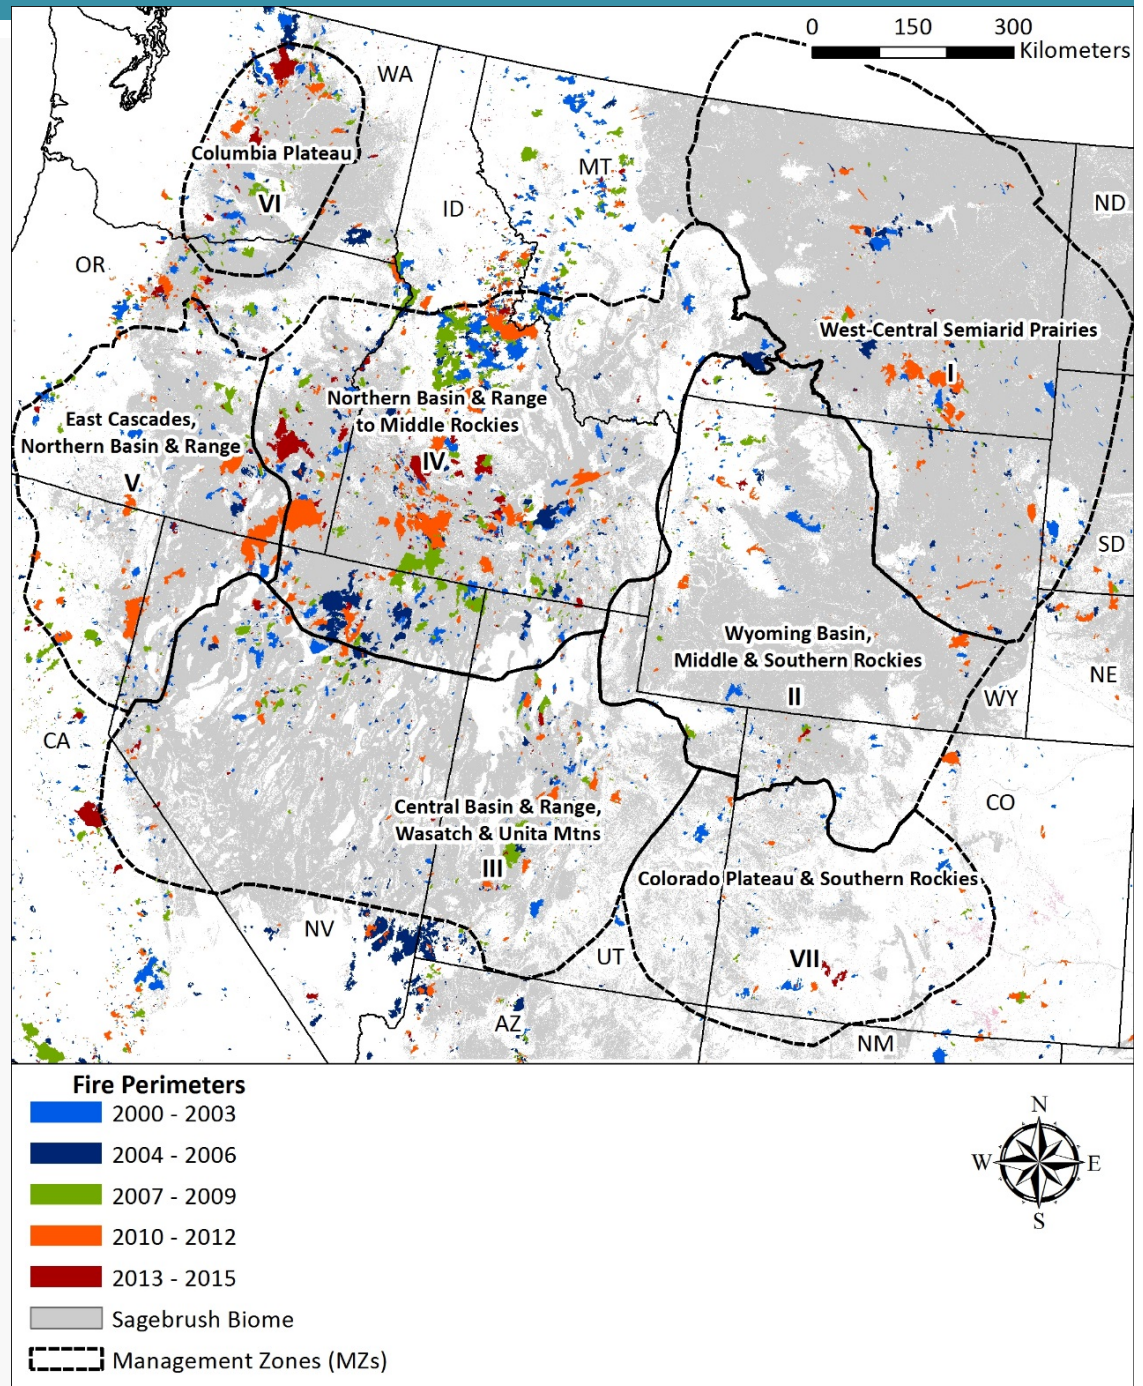 0 150 300
Kilometers
WA
Columbia Plateau
VI
MT
ID
ND
OR
West-Central Semiarid Prairies
I
Northern Basin & Range
to Middle Rockies
IV
East Cascades,
Northern Basin & Range
V
SD
Wyoming Basin,
Middle & Southern Rockies
II
NE
WY
CA
CO
Central Basin & Range,
Wasatch & Unita Mtns
III
Colorado Plateau & Southern Rockies
VII
NV
UT
AZ
NM
Fire Perimeters
2000 - 2003
2004 - 2006
2007 - 2009
2010 - 2012
2013 - 2015
Sagebrush Biome
Management Zones (MZs)
N
W E
S